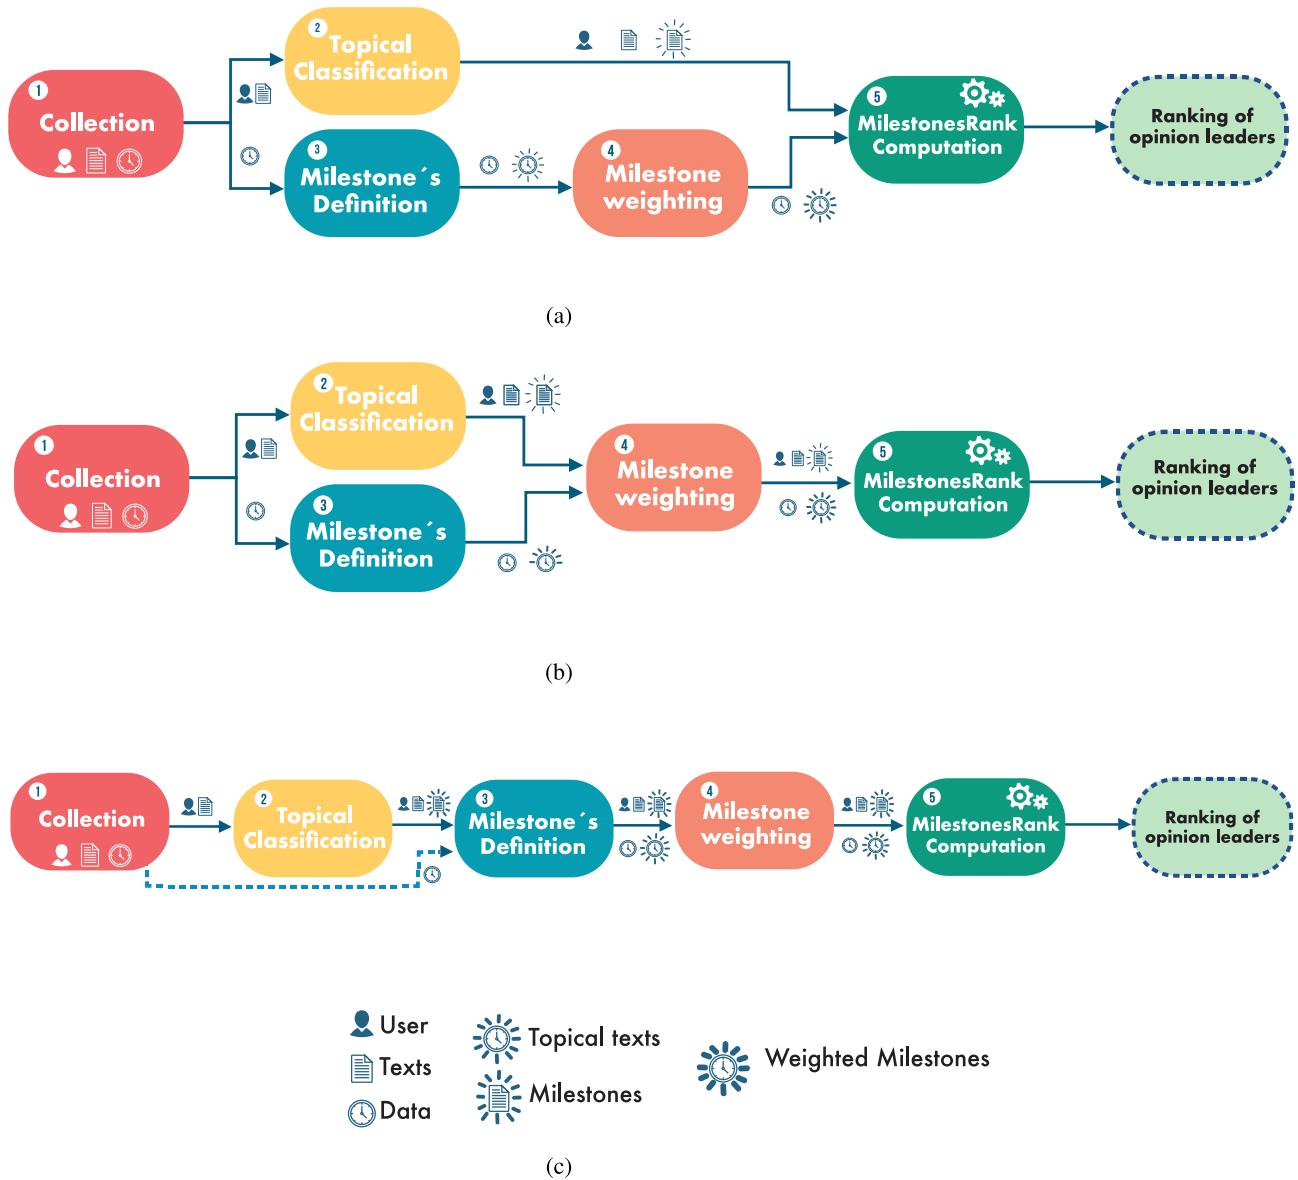 1
Collection
2
Topical
Classification
3
Milestone´s
Definition
4
Milestone
weighting
5
MilestonesRank
Computation
Ranking of
opinion leaders
(a)
1
Collection
2
Topical
Classification
3
Milestone´s
Definition
4
Milestone
weighting
5
MilestonesRank
Computation
Ranking of
opinion leaders
(b)
1
Collection
2
Topical
Classification
3
Milestone´s
Definition
4
Milestone
weighting
5
MilestonesRank
Computation
Ranking of
opinion leaders
User
Texts
Data
Topical texts
Milestones
Weighted Milestones
(c)